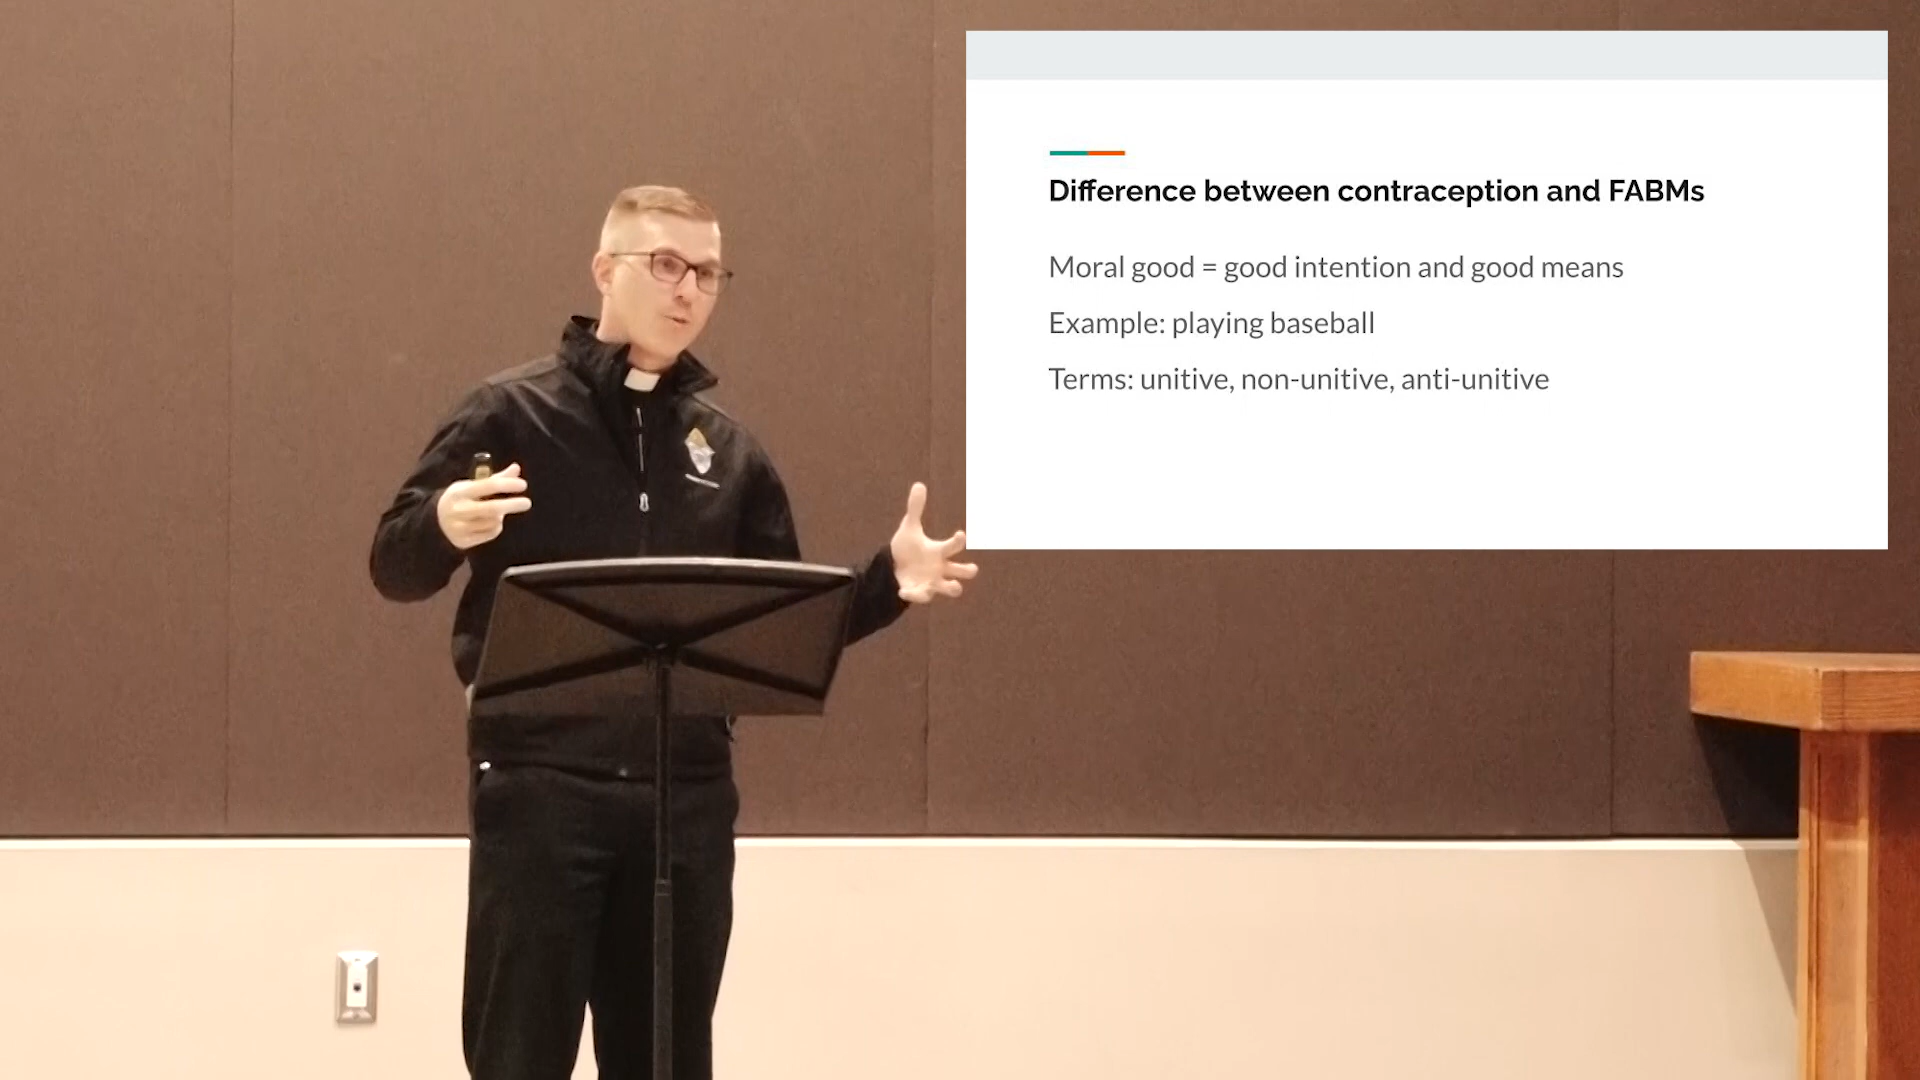 Difference between contraception and FABMs
Moral good = good intention and good means
Example: playing baseball
Terms: unitive, non-unitive, anti-unitive